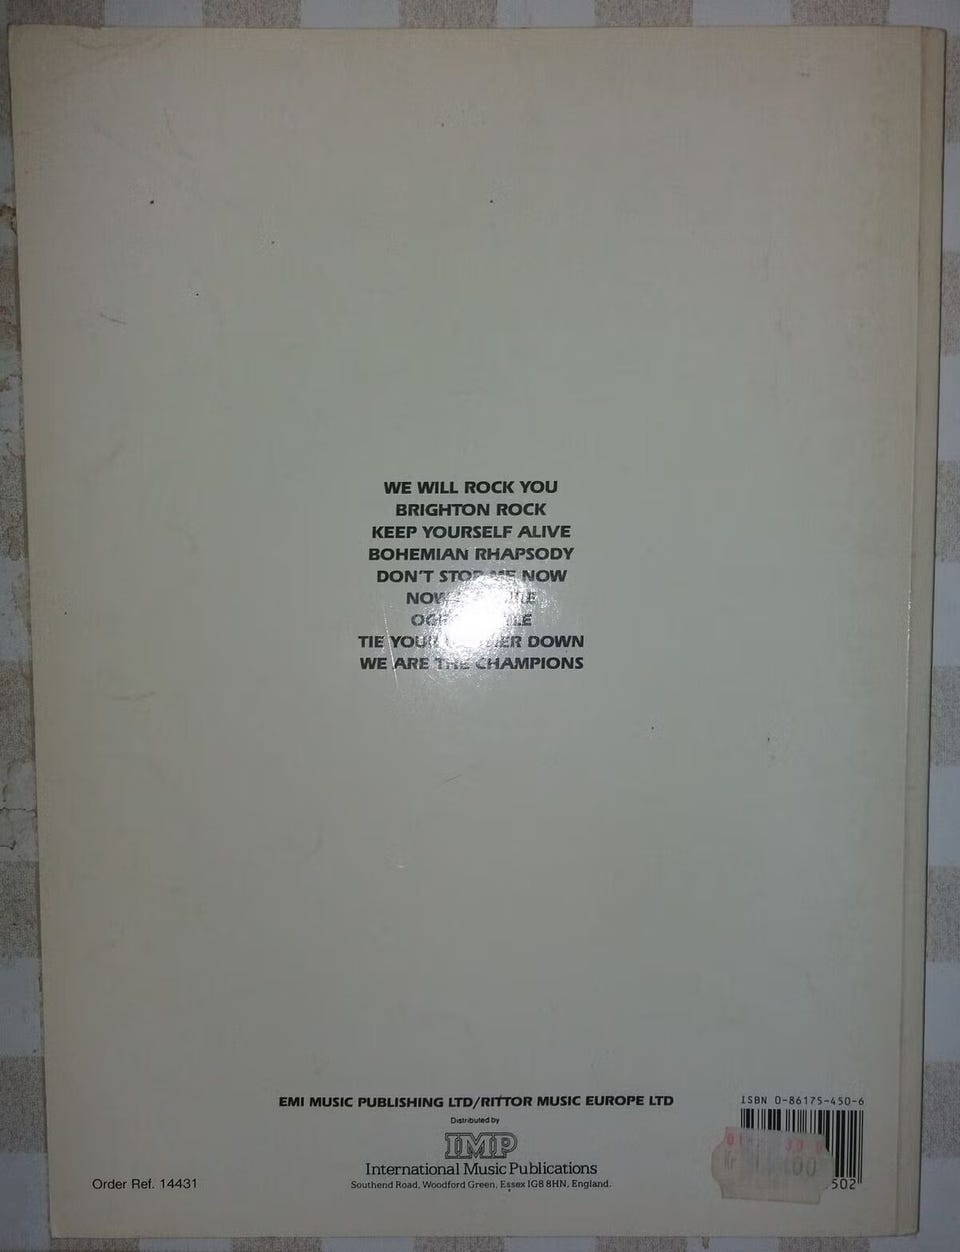 WE WILL ROCK YOU
BRIGHTON ROCK
KEEP YOURSELF ALIVE
BOHEMIAN RHAPSODY
DON'T STOP ME NOW
TIE YOUR DOWN
WE ARE THE CHAMPIONS
EMI MUSIC PUBLISHING LTD/RITTOR MUSIC EUROPE LTD
Distributed by
IMP
International Music Publications
Southend Road, Woodford Green, Essex IG8 8HN, England.
Order Ref. 14431
ISBN 0-86175-450-6
502